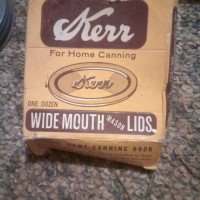 Kerr
For Home Canning
Kerr
ONE DOZEN
WIDE MOUTH MASON LIDS
HOME CANNING BOOK